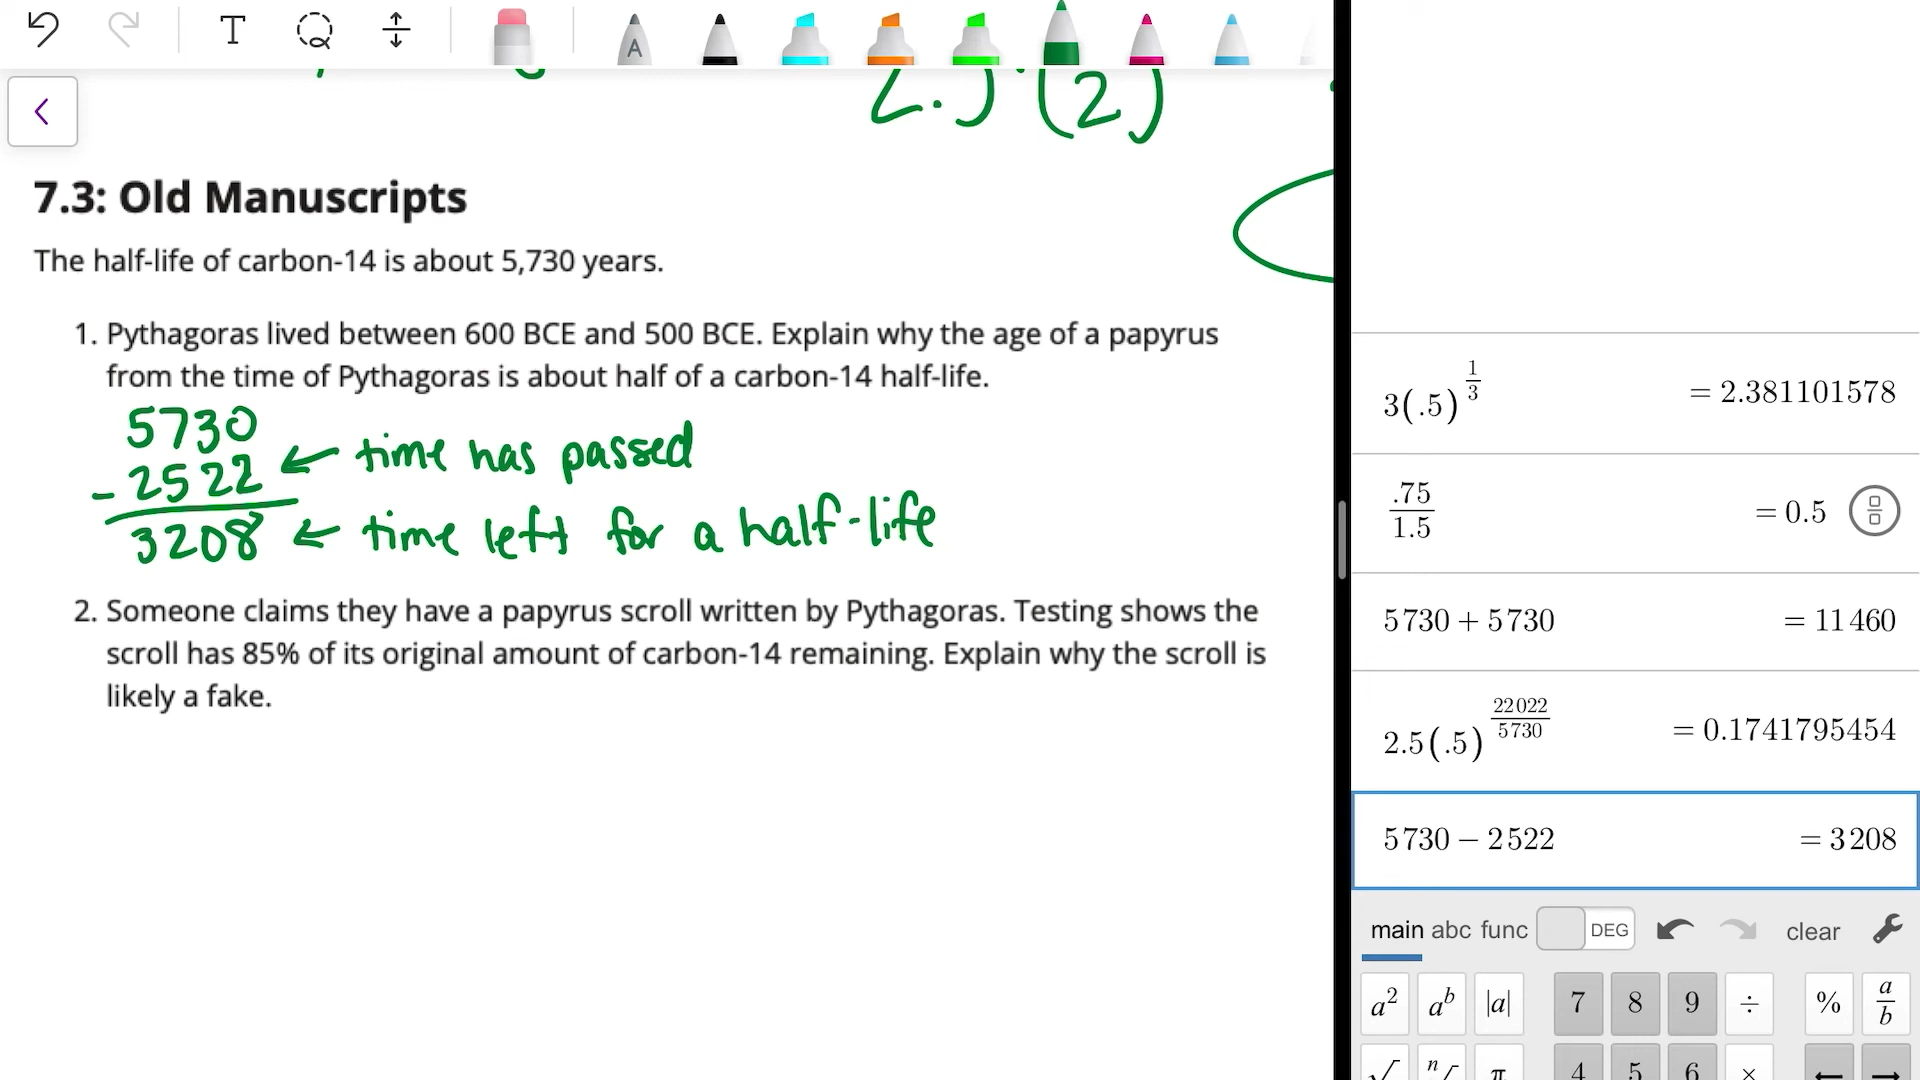 T
A
2.5 (2)
7.3: Old Manuscripts
The half-life of carbon-14 is about 5,730 years.
1. Pythagoras lived between 600 BCE and 500 BCE. Explain why the age of a papyrus
from the time of Pythagoras is about half of a carbon-14 half-life.
5730
- 2522 ← time has passed
3208 ← time left for a half-life
2. Someone claims they have a papyrus scroll written by Pythagoras. Testing shows the
scroll has 85% of its original amount of carbon-14 remaining. Explain why the scroll is
likely a fake.
3(.5)^(1/3) = 2.381101578
.75/1.5 = 0.5
5730 + 5730 = 11460
2.5(.5)^(22022/5730) = 0.1741795454
5730 − 2522 = 3208
main abc func DEG clear
a² a^b |a| 7 8 9 ÷ % a/b
√ ⁿ√ π 4 5 6 × ← →